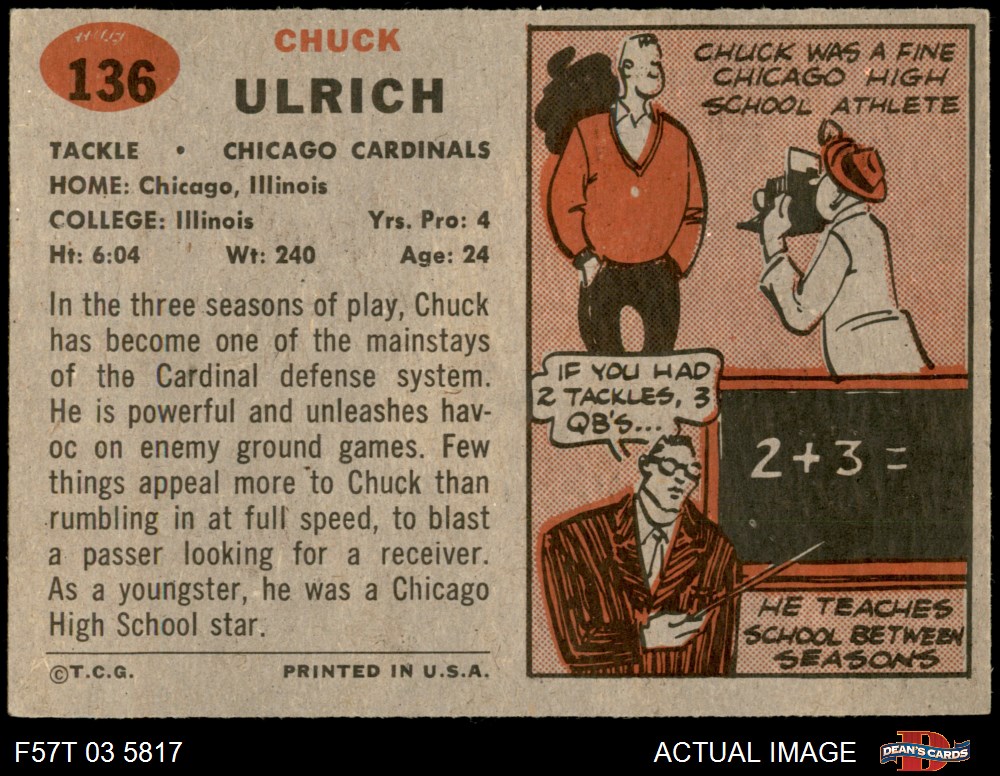 136
CHUCK
ULRICH
TACKLE • CHICAGO CARDINALS
HOME: Chicago, Illinois
COLLEGE: Illinois Yrs. Pro: 4
Ht: 6:04 Wt: 240 Age: 24
In the three seasons of play, Chuck
has become one of the mainstays
of the Cardinal defense system.
He is powerful and unleashes hav-
oc on enemy ground games. Few
things appeal more to Chuck than
rumbling in at full speed, to blast
a passer looking for a receiver.
As a youngster, he was a Chicago
High School star.
©T.C.G. PRINTED IN U.S.A.
CHUCK WAS A FINE
CHICAGO HIGH
SCHOOL ATHLETE
IF YOU HAD
2 TACKLES, 3
QB'S...
2+3=
HE TEACHES
SCHOOL BETWEEN
SEASONS
F57T 03 5817 ACTUAL IMAGE
D
DEAN'S CARDS